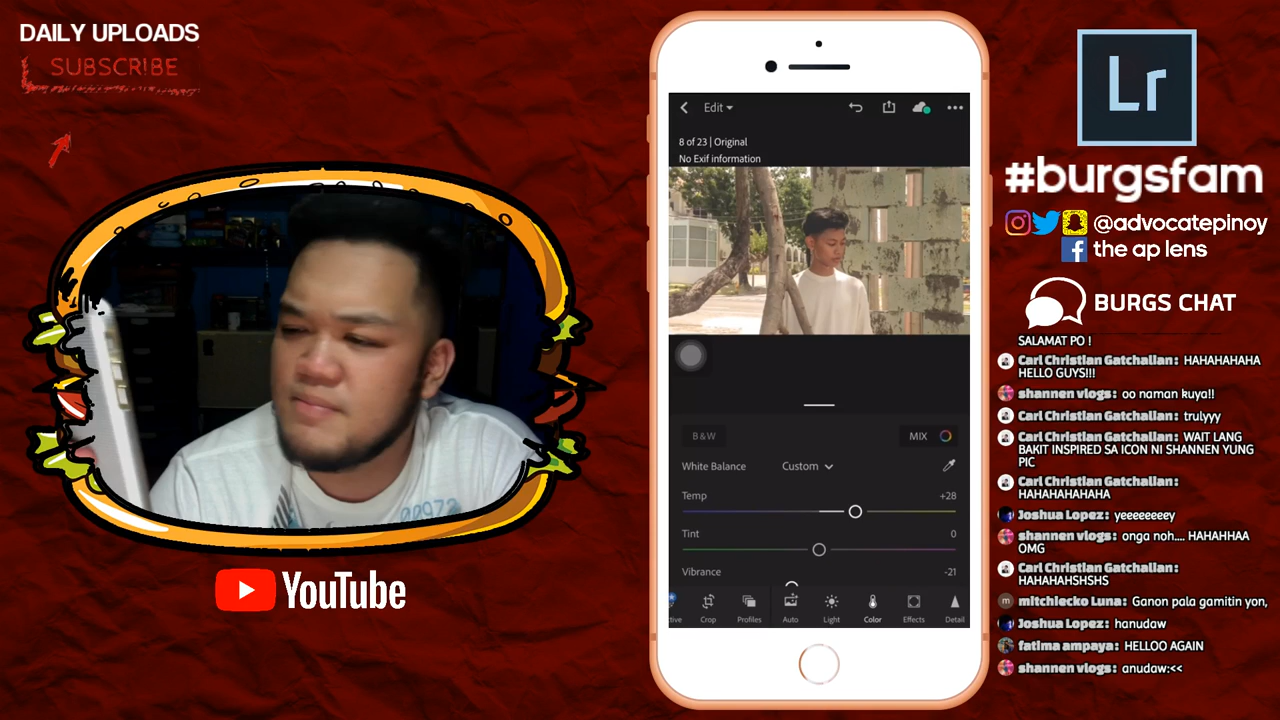 DAILY UPLOADS
SUBSCRIBE
YouTube
Edit
8 of 23 | Original
No Exif information
B&W
MIX
White Balance
Custom
Temp
+28
Tint
0
Vibrance
-21
Crop
Profiles
Auto
Light
Color
Effects
Detail
Lr
#burgsfam
@advocatepinoy
the ap lens
BURGS CHAT
SALAMAT PO !
Carl Christian Gatchalian: HAHAHAHAHA
HELLO GUYS!!!
shannen vlogs: oo naman kuya!!
Carl Christian Gatchalian: trulyyy
Carl Christian Gatchalian: WAIT LANG
BAKIT INSPIRED SA ICON NI SHANNEN YUNG
PIC
Carl Christian Gatchalian:
HAHAHAHAHAHA
Joshua Lopez: yeeeeeeeey
shannen vlogs: onga noh.... HAHAHHAA
OMG
Carl Christian Gatchalian:
HAHAHAHSHSHS
mitchiecko Luna: Ganon pala gamitin yon,
Joshua Lopez: hanudaw
fatima ampaya: HELLOO AGAIN
shannen vlogs: anudaw:<<